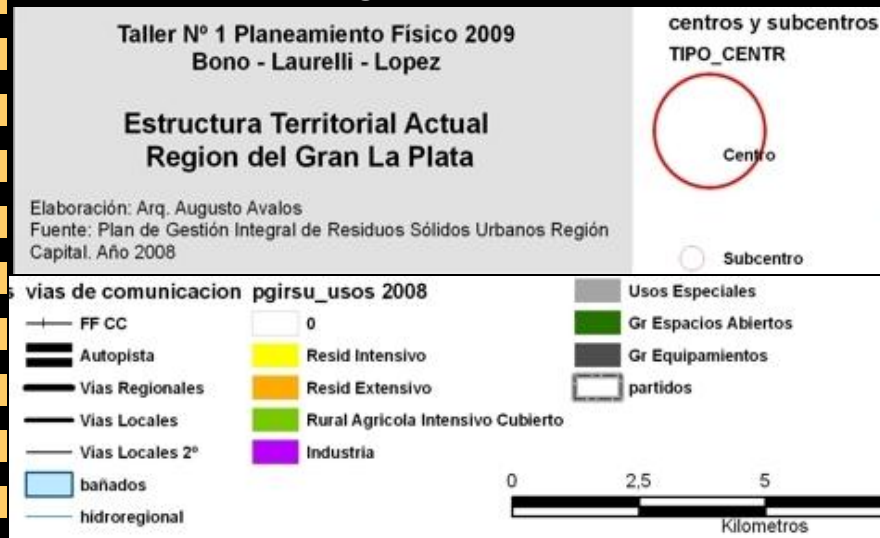 Taller Nº 1 Planeamiento Físico 2009
Bono - Laurelli - Lopez
Estructura Territorial Actual
Region del Gran La Plata
Elaboración: Arq. Augusto Avalos
Fuente: Plan de Gestión Integral de Residuos Sólidos Urbanos Región
Capital. Año 2008
centros y subcentros
TIPO_CENTR
Centro
Subcentro
vias de comunicacion
FF CC
Autopista
Vias Regionales
Vias Locales
Vias Locales 2º
bañados
hidroregional
pgirsu_usos 2008
0
Resid Intensivo
Resid Extensivo
Rural Agricola Intensivo Cubierto
Industria
Usos Especiales
Gr Espacios Abiertos
Gr Equipamientos
partidos
0 2,5 5
Kilometros